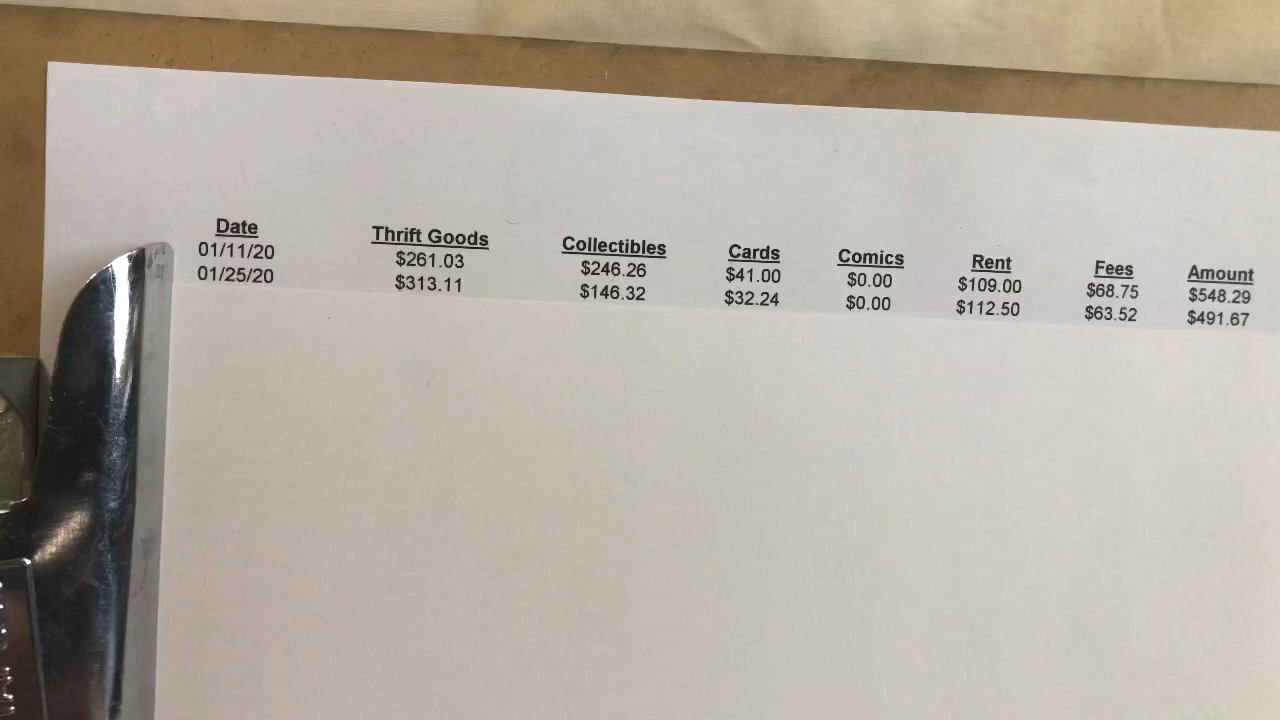 Date Thrift Goods Collectibles Cards Comics Rent Fees Amount
01/11/20 $261.03 $246.26 $41.00 $0.00 $109.00 $68.75 $548.29
01/25/20 $313.11 $146.32 $32.24 $0.00 $112.50 $63.52 $491.67